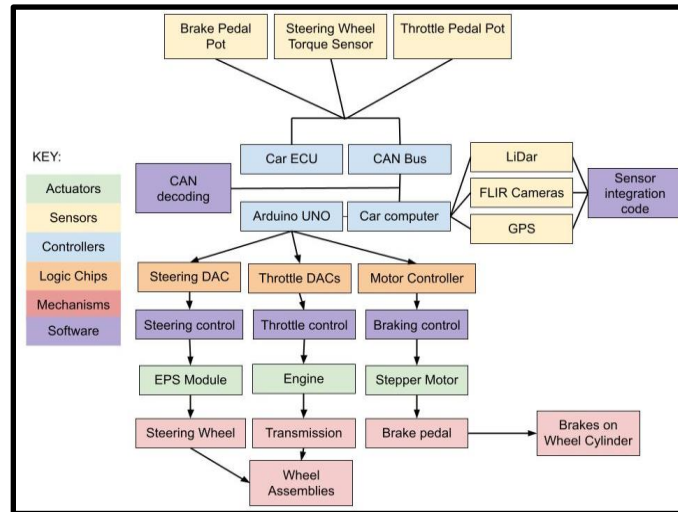 Brake Pedal
Pot
Steering Wheel
Torque Sensor
Throttle Pedal Pot
KEY:
Actuators
Sensors
Controllers
Logic Chips
Mechanisms
Software
Car ECU
CAN Bus
CAN
decoding
LiDar
FLIR Cameras
GPS
Sensor
integration
code
Arduino UNO
Car computer
Steering DAC
Throttle DACs
Motor Controller
Steering control
Throttle control
Braking control
EPS Module
Engine
Stepper Motor
Steering Wheel
Transmission
Brake pedal
Brakes on
Wheel Cylinder
Wheel
Assemblies